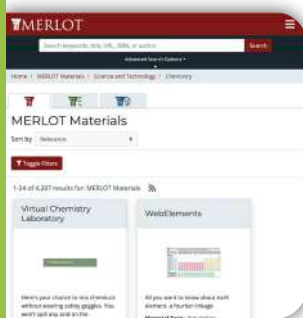 MERLOT
Search keywords, title, URL, ISBN, or author
Search
Advanced Search Options
Home / MERLOT Materials / Science and Technology / Chemistry
MERLOT Materials
Sort by Relevance
Toggle Filters
1-24 of 4,207 results for: MERLOT Materials
Virtual Chemistry
Laboratory
WebElements
Here's your chance to mix chemicals
without wearing safety goggles. You
won't spill any acid on the
All you want to know about each
element, a hourser linkage
Material Form: